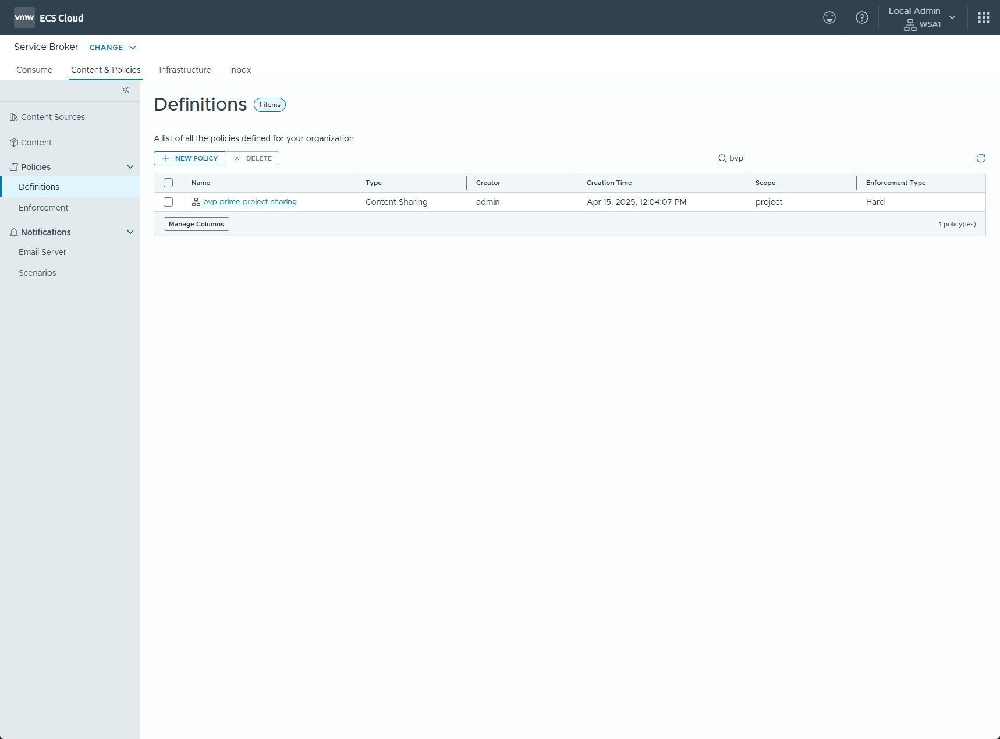 vmw ECS Cloud
Local Admin
WSA1
Service Broker CHANGE
Consume Content & Policies Infrastructure Inbox
Content Sources
Content
Policies
Definitions
Enforcement
Notifications
Email Server
Scenarios
Definitions 1 items
A list of all the policies defined for your organization.
NEW POLICY DELETE bvp
Name Type Creator Creation Time Scope Enforcement Type
bvp-prime-project-sharing Content Sharing admin Apr 15, 2025, 12:04:07 PM project Hard
Manage Columns 1 policy(ies)